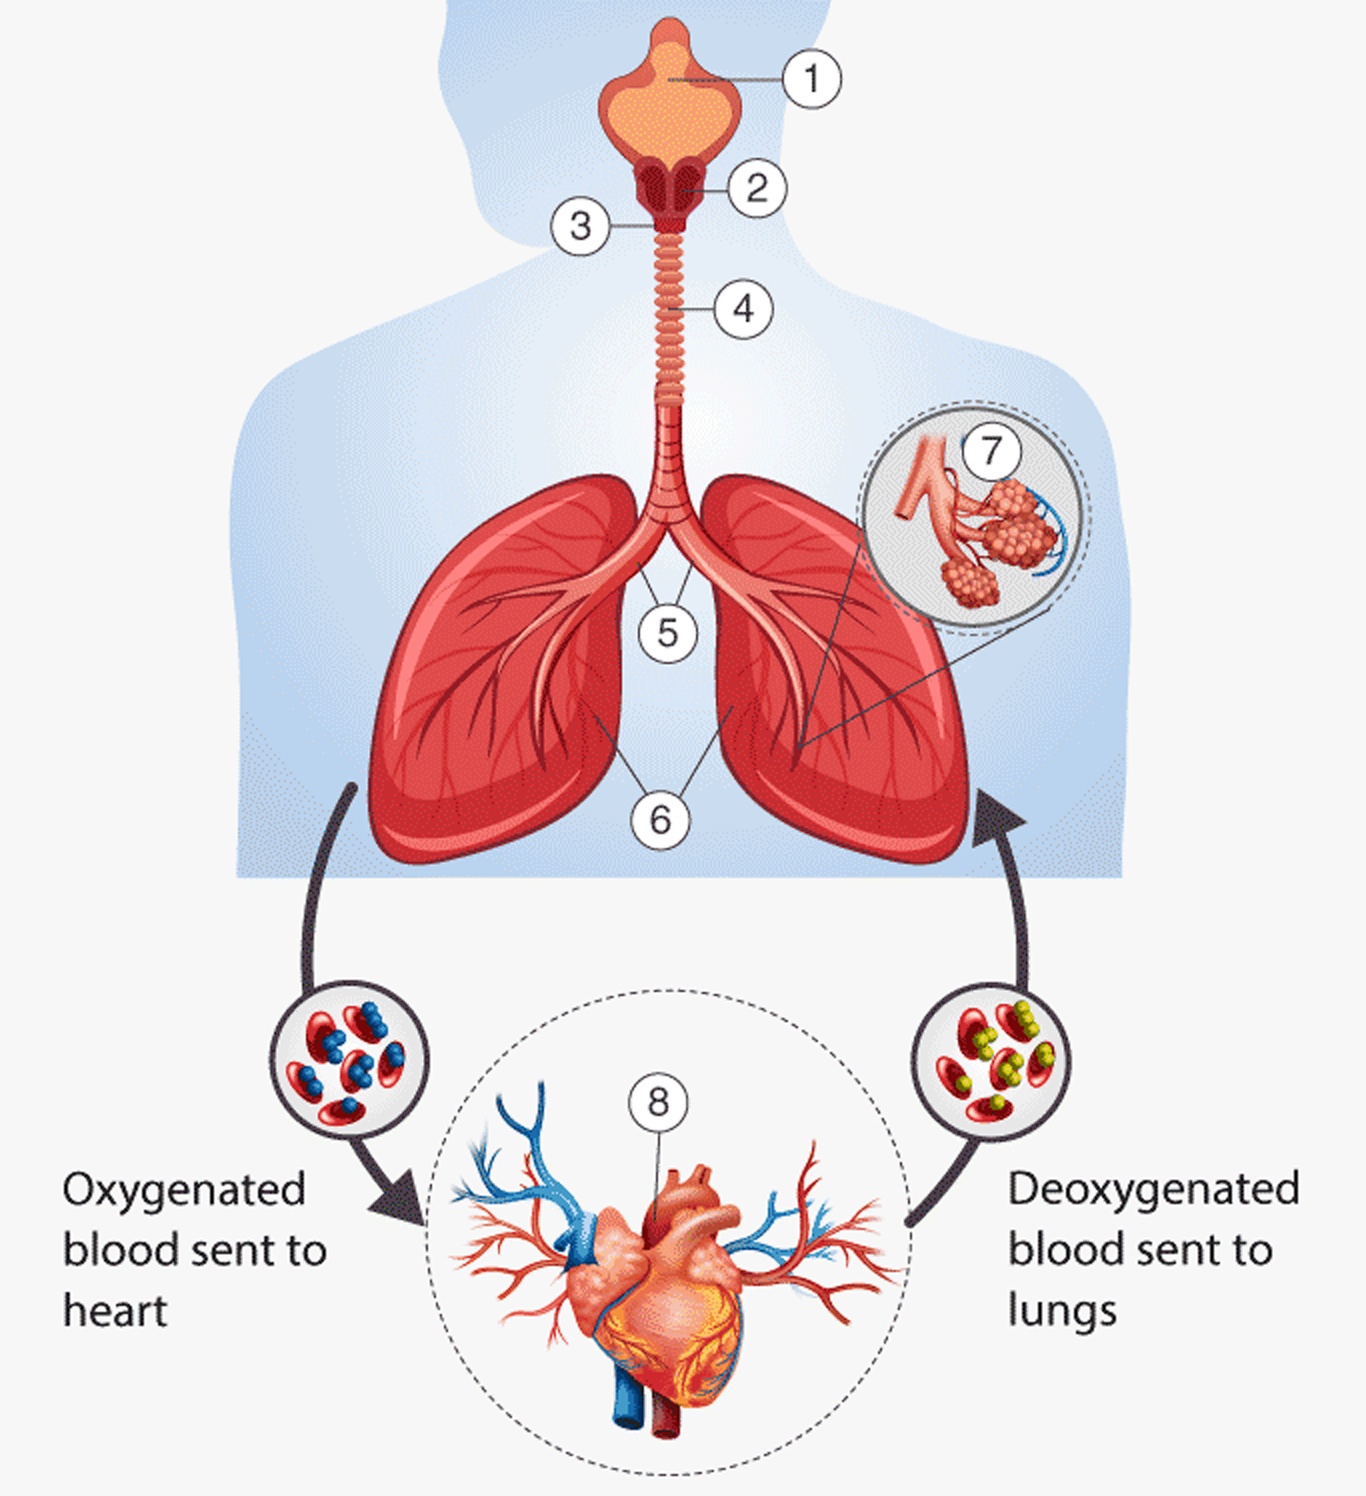 1
2
3
4
7
5
6
8
Oxygenated
blood sent to
heart
Deoxygenated
blood sent to
lungs